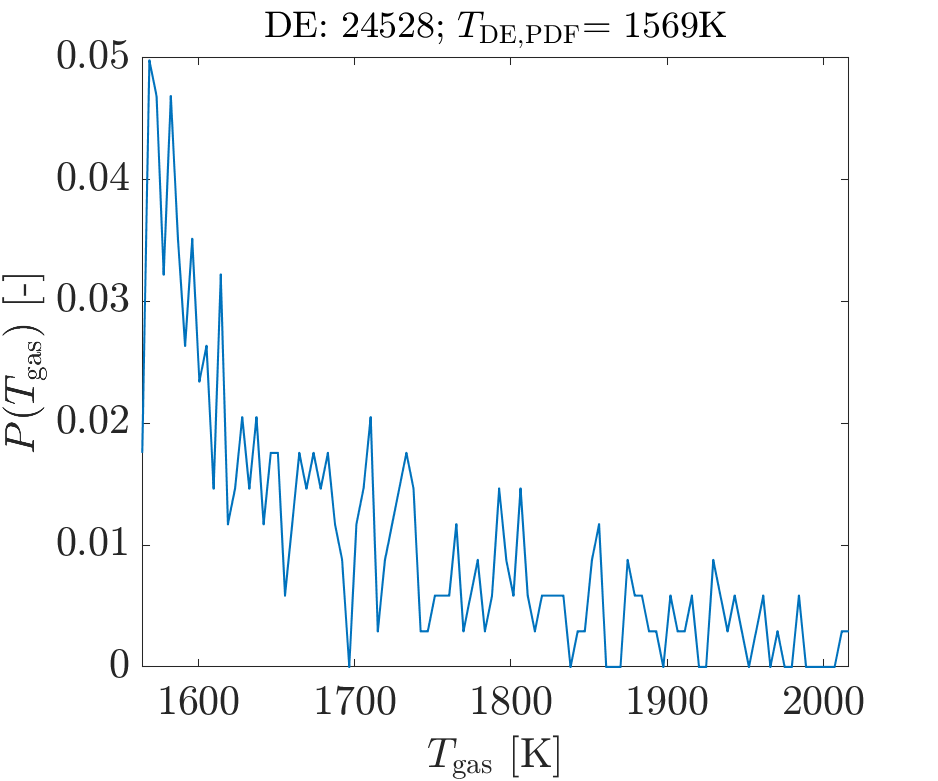 DE: 24528; T_DE,PDF= 1569K
0.05
0.04
0.03
0.02
0.01
0
P(T_gas) [-]
1600 1700 1800 1900 2000
T_gas [K]